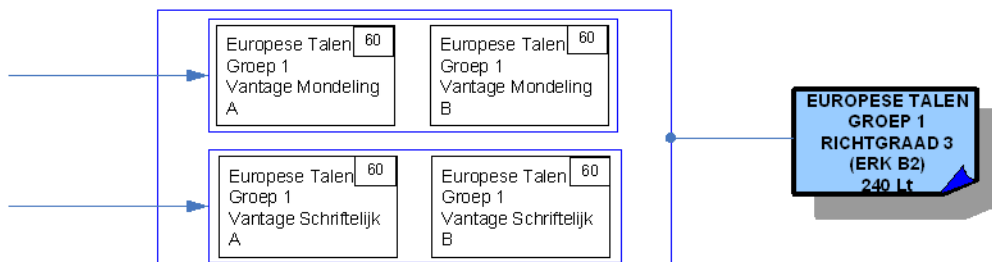 Europese Talen 60
Groep 1
Vantage Mondeling
A
Europese Talen 60
Groep 1
Vantage Mondeling
B
Europese Talen 60
Groep 1
Vantage Schriftelijk
A
Europese Talen 60
Groep 1
Vantage Schriftelijk
B
EUROPESE TALEN
GROEP 1
RICHTGRAAD 3
(ERK B2)
240 Lt